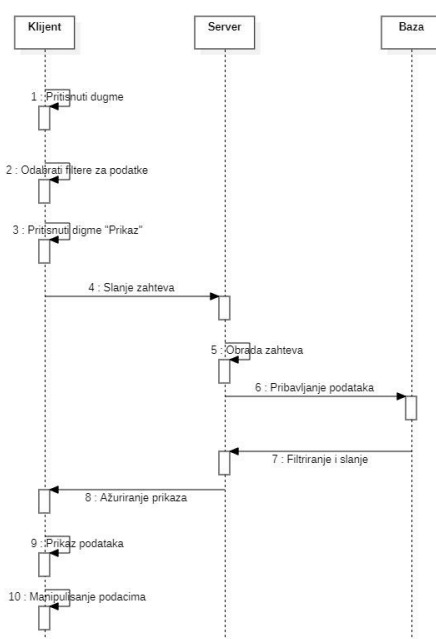 Klijent Server Baza
1 : Pritisnuti dugme
2 : Odabrati filtere za podatke
3 : Pritisnuti digme "Prikaz"
4 : Slanje zahteva
5 : Obrada zahteva
6 : Pribavljanje podataka
7 : Filtriranje i slanje
8 : Ažuriranje prikaza
9 : Prikaz podataka
10 : Manipulisanje podacima